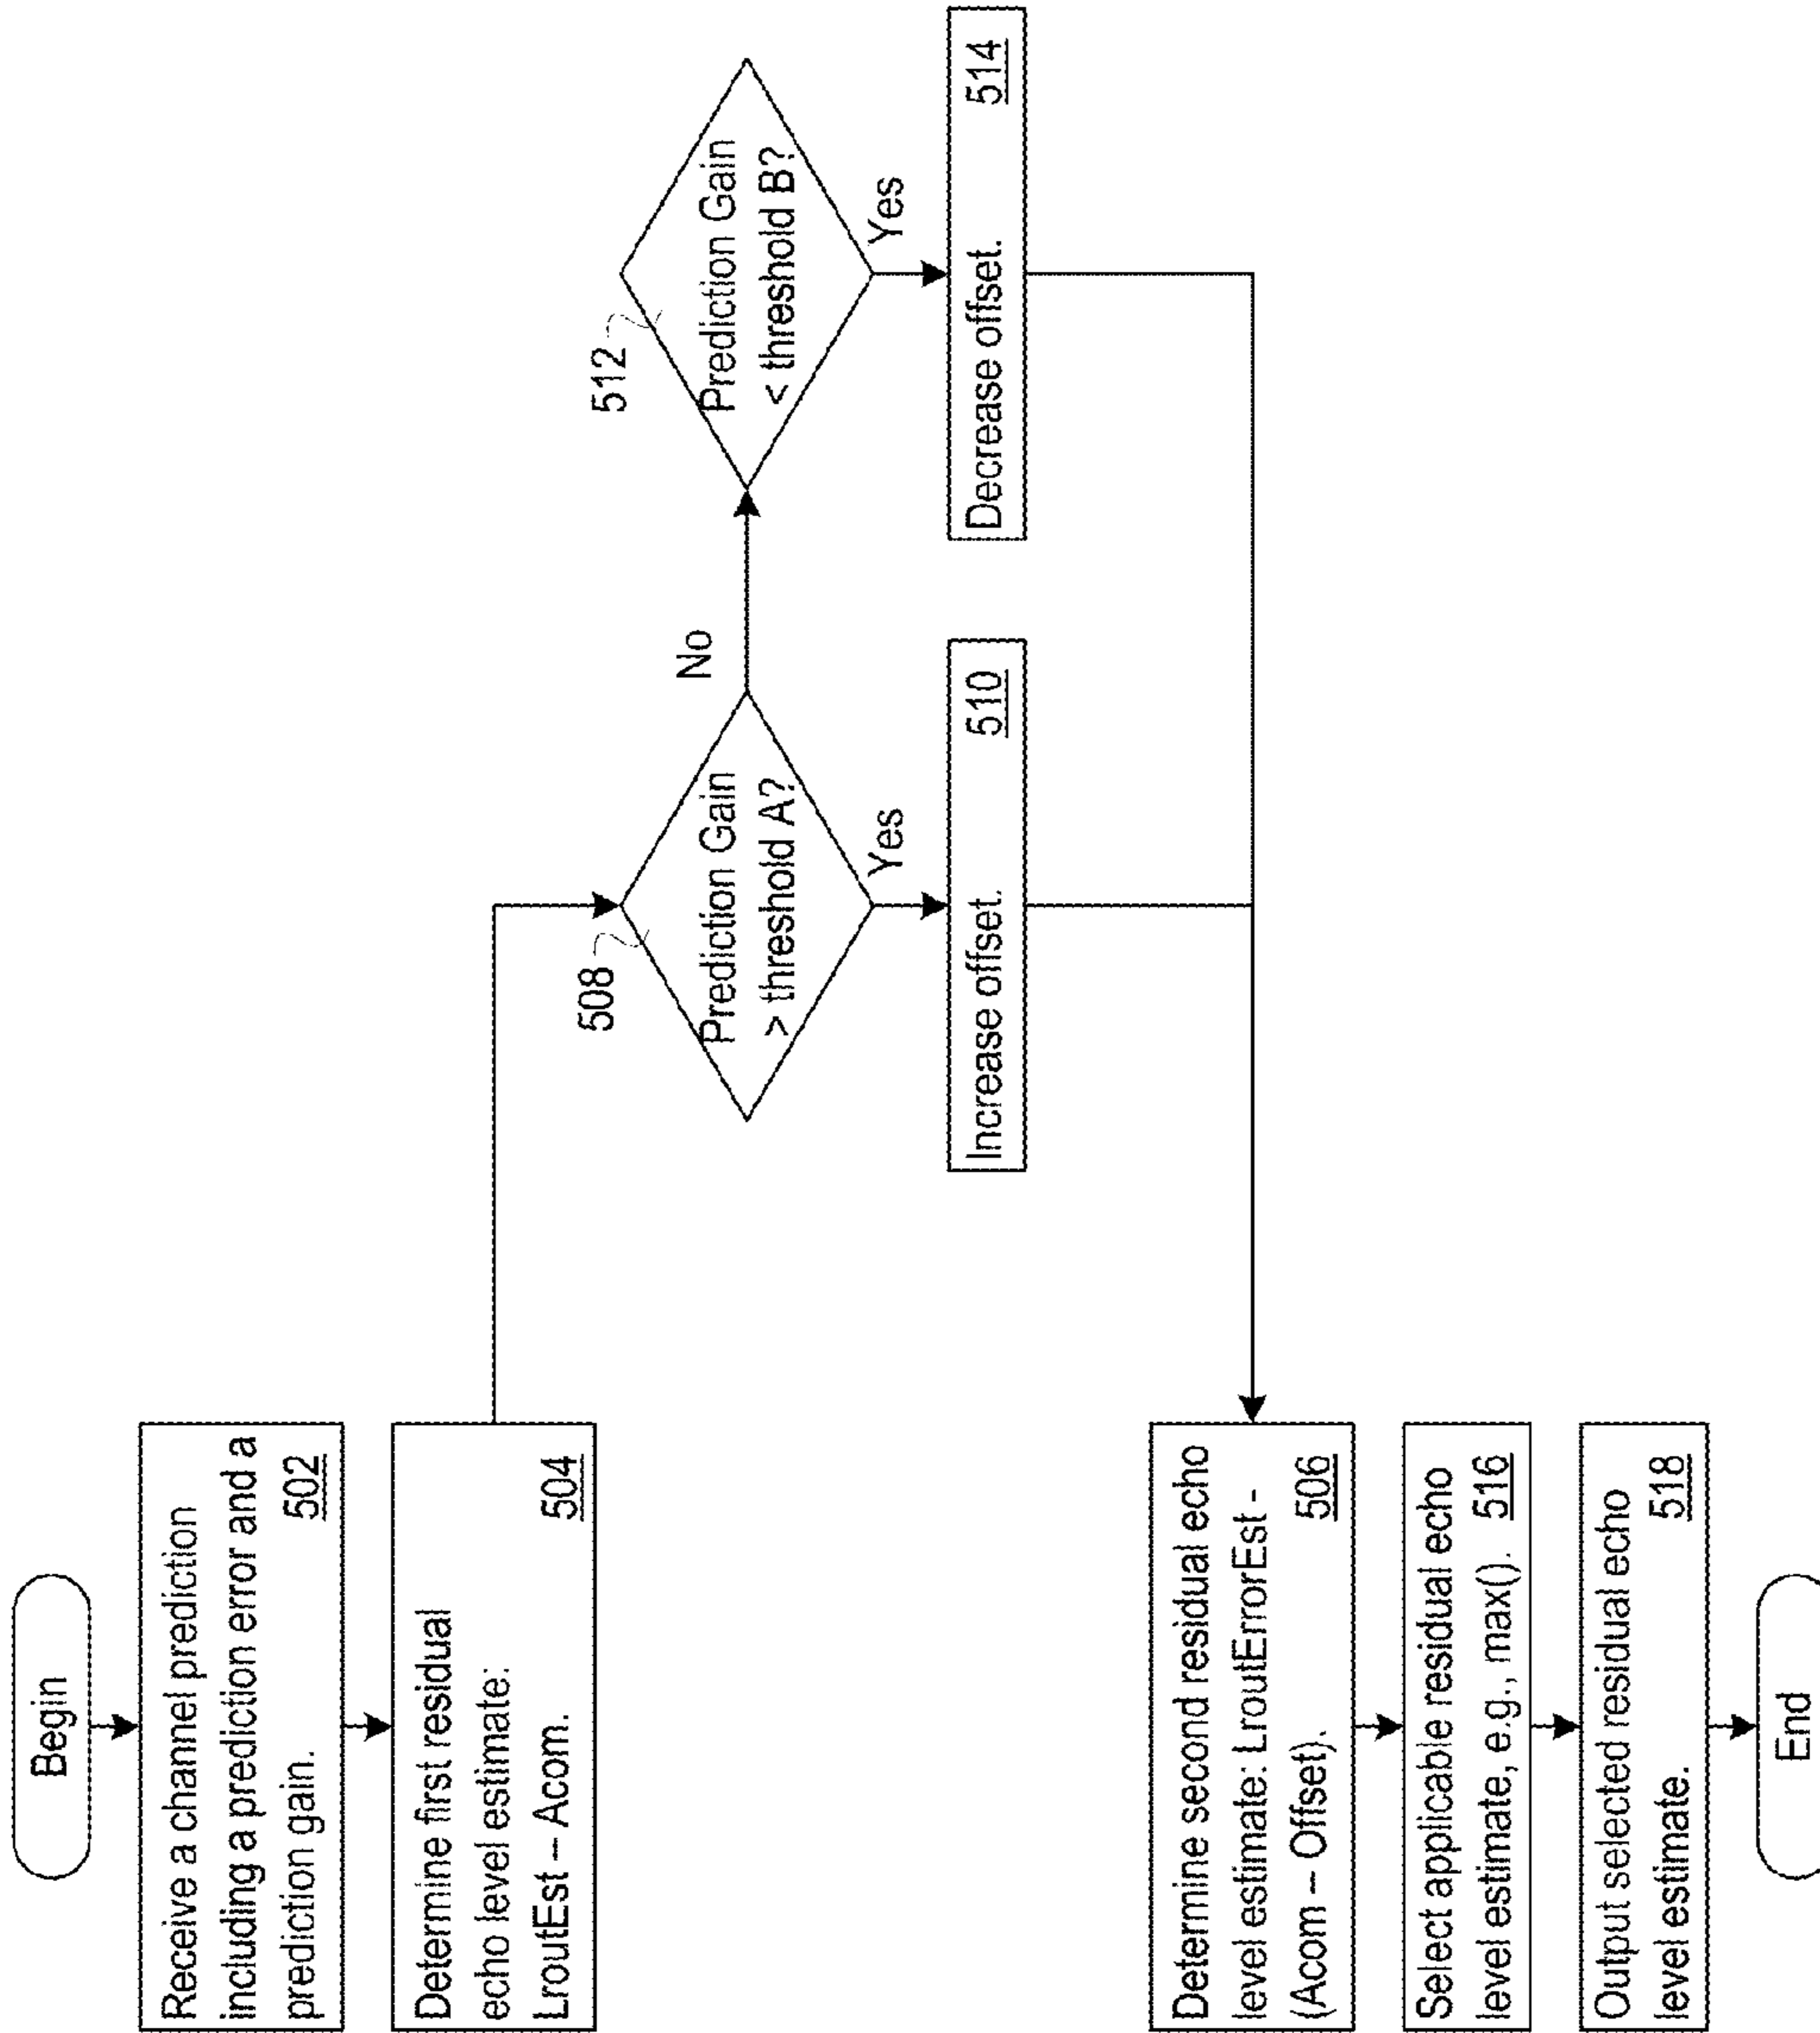 Begin
Receive a channel prediction
including a prediction error and a
prediction gain. 502
Determine first residual
echo level estimate:
LroutEst – Acom. 504
508
Prediction Gain
> threshold A?
No
Yes
Increase offset. 510
512
Prediction Gain
< threshold B?
Yes
Decrease offset. 514
Determine second residual echo
level estimate: LroutErrorEst -
(Acom – Offset). 506
Select applicable residual echo
level estimate, e.g., max(). 516
Output selected residual echo
level estimate. 518
End